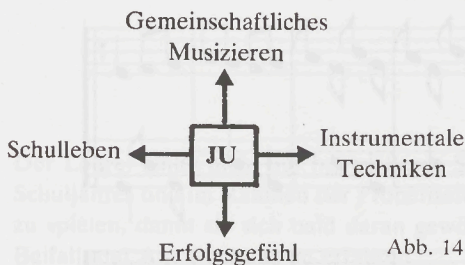 Gemeinschaftliches
Musizieren
Schulleben
JU
Instrumentale
Techniken
Erfolgsgefühl
Abb. 14